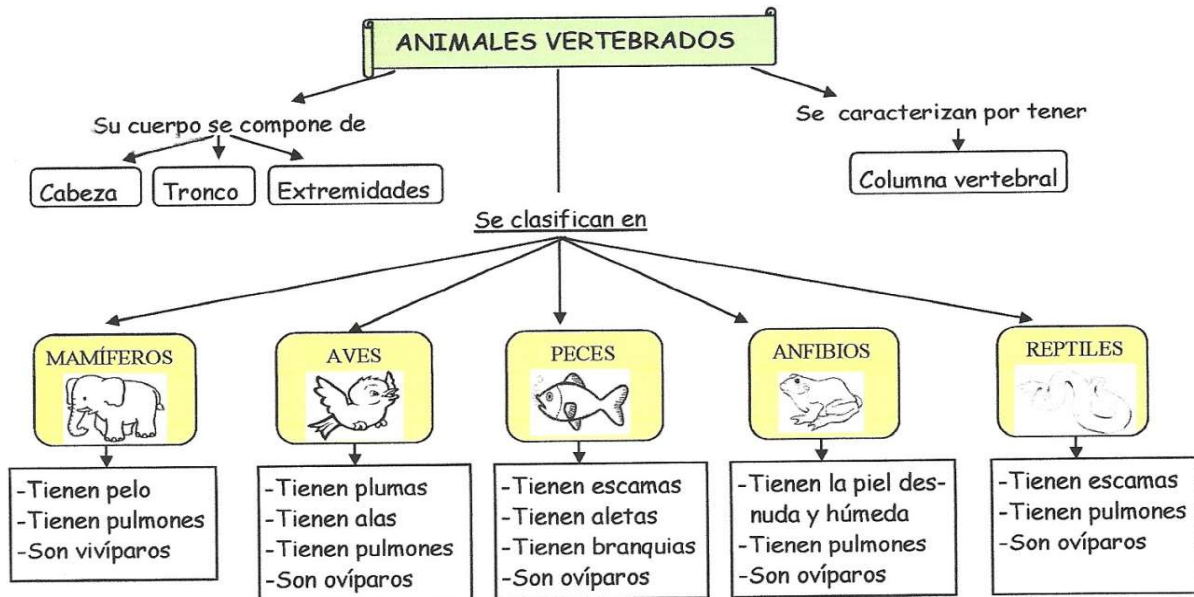 ANIMALES VERTEBRADOS
Su cuerpo se compone de
Cabeza
Tronco
Extremidades
Se caracterizan por tener
Columna vertebral
Se clasifican en
MAMÍFEROS
-Tienen pelo
-Tienen pulmones
-Son vivíparos
AVES
-Tienen plumas
-Tienen alas
-Tienen pulmones
-Son ovíparos
PECES
-Tienen escamas
-Tienen aletas
-Tienen branquias
-Son ovíparos
ANFIBIOS
-Tienen la piel des-
nuda y húmeda
-Tienen pulmones
-Son ovíparos
REPTILES
-Tienen escamas
-Tienen pulmones
-Son ovíparos